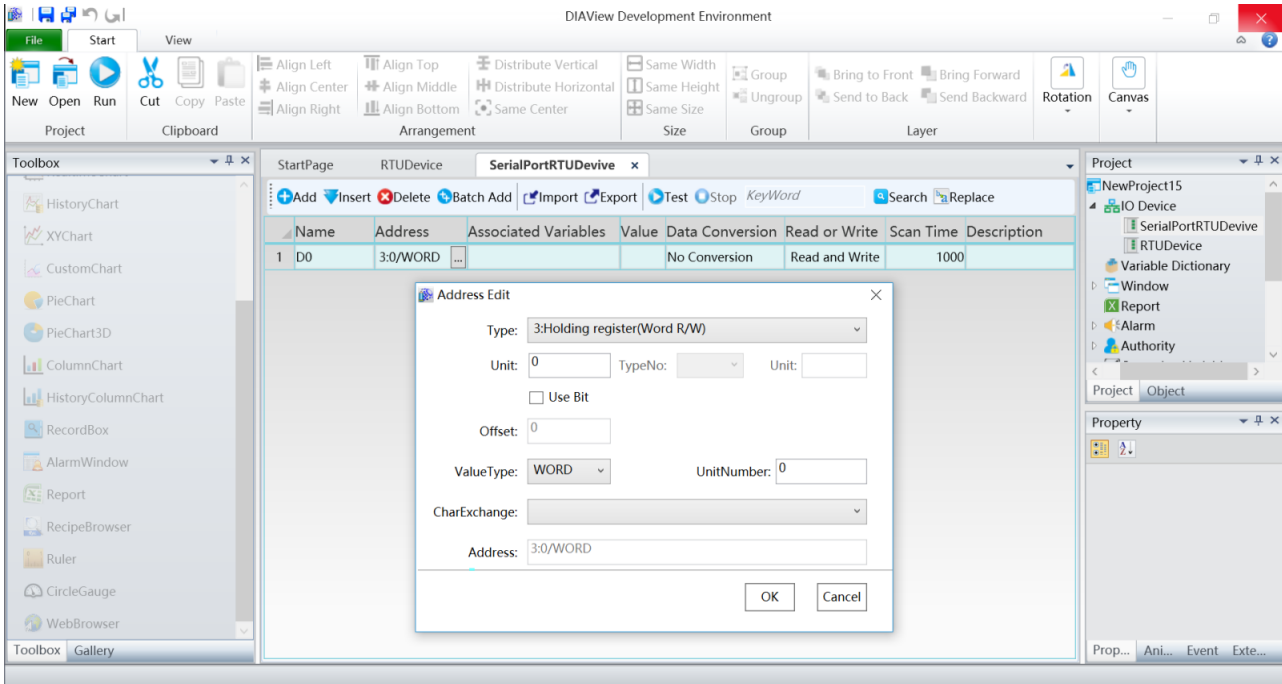 DIAView Development Environment
File Start View
New Open Run
Project
Cut Copy Paste
Clipboard
Align Left Align Top Distribute Vertical
Align Center Align Middle Distribute Horizontal
Align Right Align Bottom Same Center
Arrangement
Same Width
Same Height
Same Size
Size
Group
Ungroup
Group
Bring to Front Bring Forward
Send to Back Send Backward
Layer
Rotation
Canvas
Toolbox
HistoryChart
XYChart
CustomChart
PieChart
PieChart3D
ColumnChart
HistoryColumnChart
RecordBox
AlarmWindow
Report
RecipeBrowser
Ruler
CircleGauge
WebBrowser
Toolbox Gallery
StartPage RTUDevice SerialPortRTUDevive x
Add Insert Delete Batch Add Import Export Test Stop KeyWord Search Replace
Name Address Associated Variables Value Data Conversion Read or Write Scan Time Description
1 D0 3:0/WORD ... No Conversion Read and Write 1000
Address Edit
Type: 3:Holding register(Word R/W)
Unit: 0 TypeNo: Unit:
Use Bit
Offset: 0
ValueType: WORD UnitNumber: 0
CharExchange:
Address: 3:0/WORD
OK Cancel
Project
NewProject15
IO Device
SerialPortRTUDevive
RTUDevice
Variable Dictionary
Window
Report
Alarm
Authority
Project Object
Property
Prop... Ani... Event Exte...